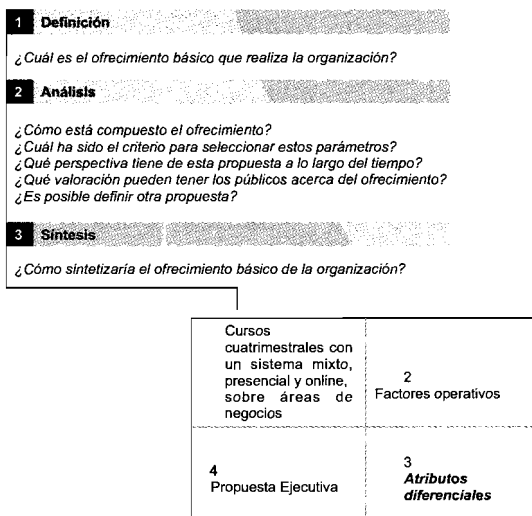 1 Definición
¿Cuál es el ofrecimiento básico que realiza la organización?
2 Análisis
¿Cómo está compuesto el ofrecimiento?
¿Cuál ha sido el criterio para seleccionar estos parámetros?
¿Qué perspectiva tiene de esta propuesta a lo largo del tiempo?
¿Qué valoración pueden tener los públicos acerca del ofrecimiento?
¿Es posible definir otra propuesta?
3 Síntesis
¿Cómo sintetizaría el ofrecimiento básico de la organización?
Cursos
cuatrimestrales con
un sistema mixto,
presencial y online,
sobre áreas de
negocios
2
Factores operativos
4
Propuesta Ejecutiva
3
Atributos
diferenciales